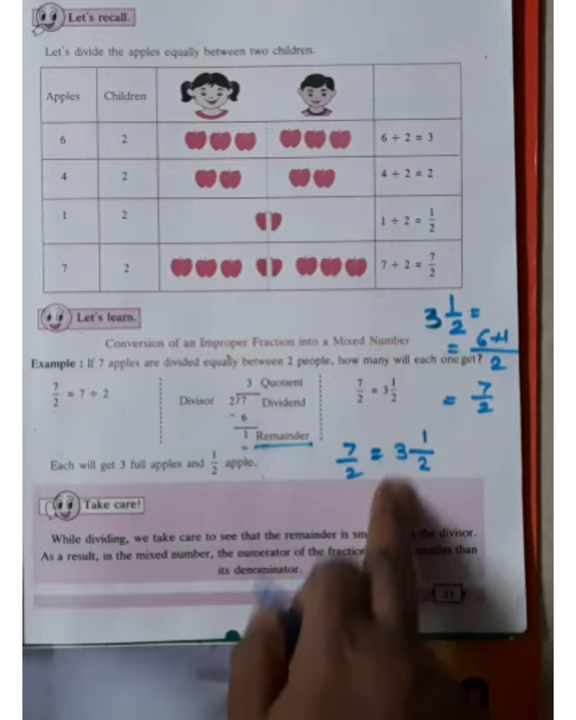 Let's recall.
Let's divide the apples equally between two children.
Apples Children
6 2 6 ÷ 2 = 3
4 2 4 ÷ 2 = 2
1 2 1 ÷ 2 = 1/2
7 2 7 ÷ 2 = 7/2
Let's learn.
3 1/2 =
Conversion of an Improper Fraction into a Mixed Number
= 6+1/2
Example : If 7 apples are divided equally between 2 people, how many will each one get?
7/2 = 7 ÷ 2
3 Quotient
Divisor 2)7 Dividend
- 6
1 Remainder
7/2 = 3 1/2
= 7/2
7/2 = 3 1/2
Each will get 3 full apples and 1/2 apple.
Take care!
While dividing, we take care to see that the remainder is the divisor.
As a result, in the mixed number, the numerator of the fraction than
its denominator.